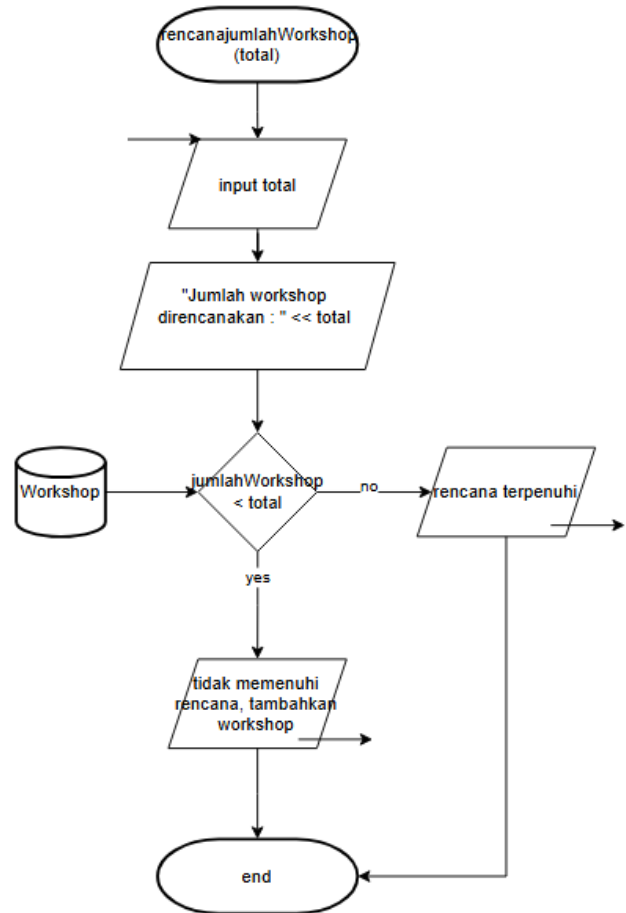 rencanajumlahWorkshop
(total)
input total
"Jumlah workshop
direncanakan : " << total
Workshop
jumlahWorkshop
< total
no
rencana terpenuhi
yes
tidak memenuhi
rencana, tambahkan
workshop
end